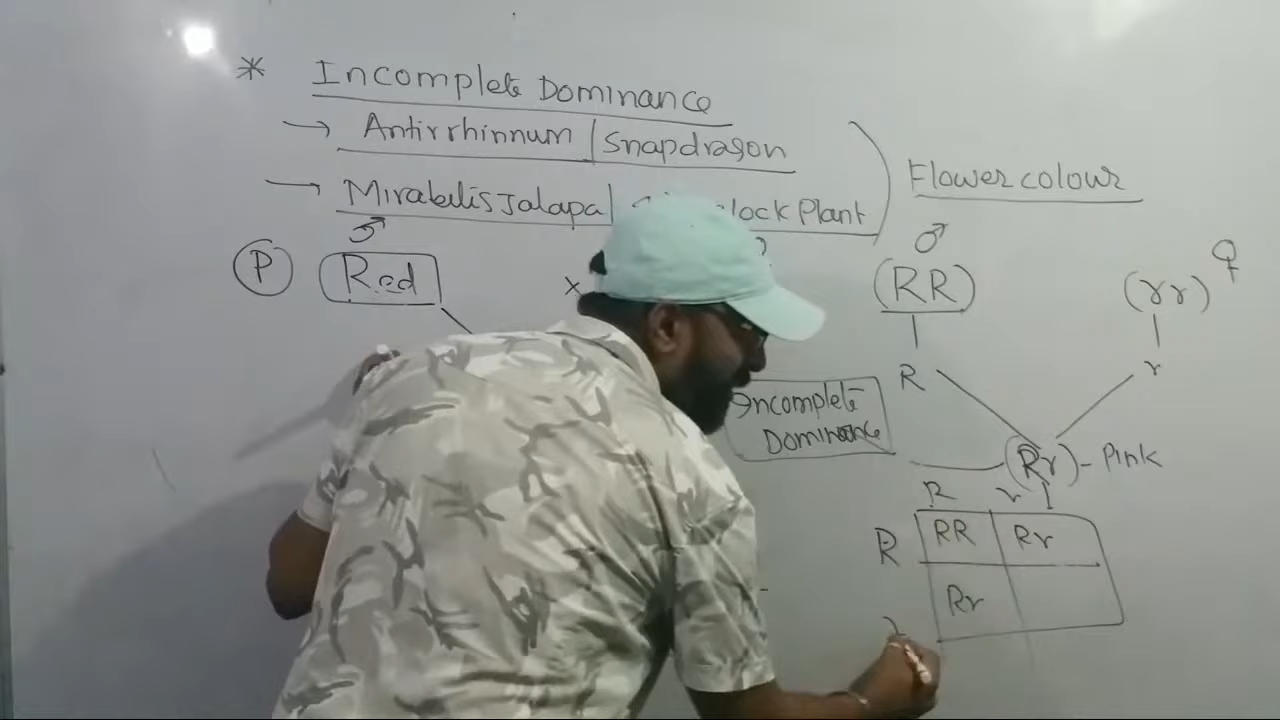 * Incomplete Dominance
→ Antirrhinnum | Snapdragon
→ Mirabilis Jalapa | lock Plant
Flower colour
♂ ♂ ♀
P Red × (RR) (rr)
R r
Incomplete
Dominance
(Rr) - Pink
R r
R RR Rr
r Rr